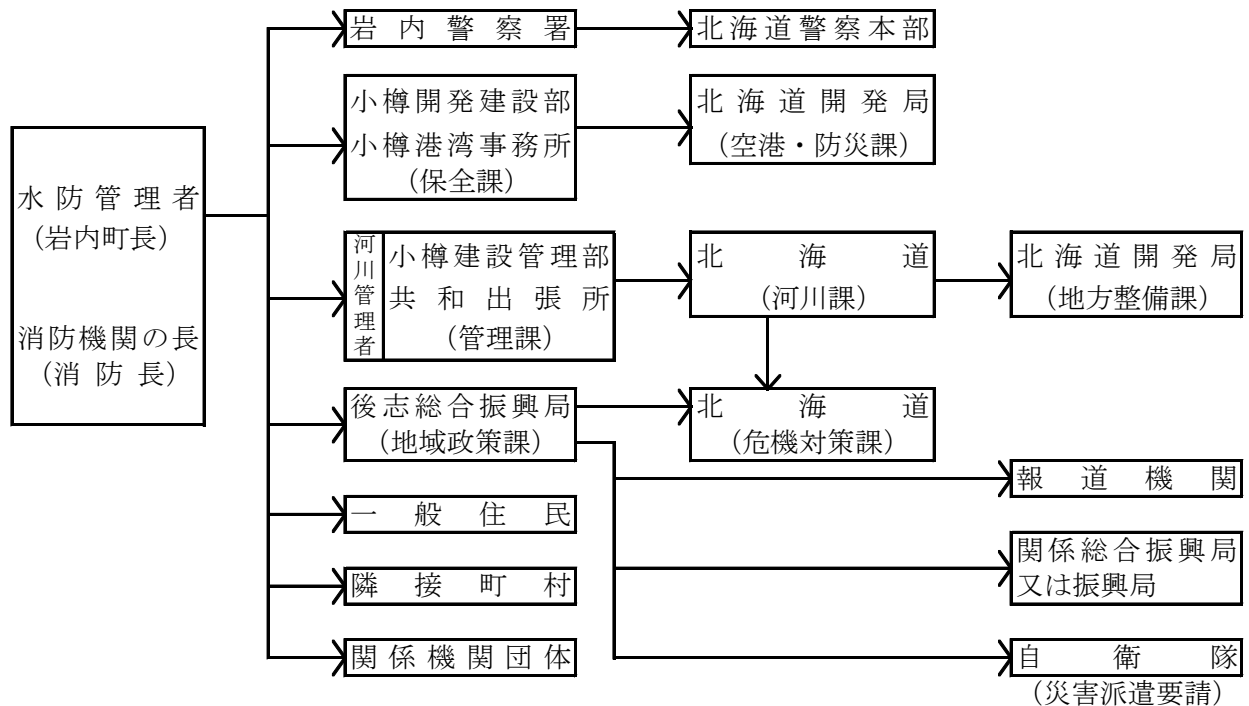 水防管理者
(岩内町長)
消防機関の長
(消防長)
岩内警察署
北海道警察本部
小樽開発建設部
小樽港湾事務所
(保全課)
北海道開発局
(空港・防災課)
河川管理者
小樽建設管理部
共和出張所
(管理課)
北海道
(河川課)
北海道開発局
(地方整備課)
後志総合振興局
(地域政策課)
北海道
(危機対策課)
報道機関
一般住民
関係総合振興局
又は振興局
隣接町村
関係機関団体
自衛隊
(災害派遣要請)